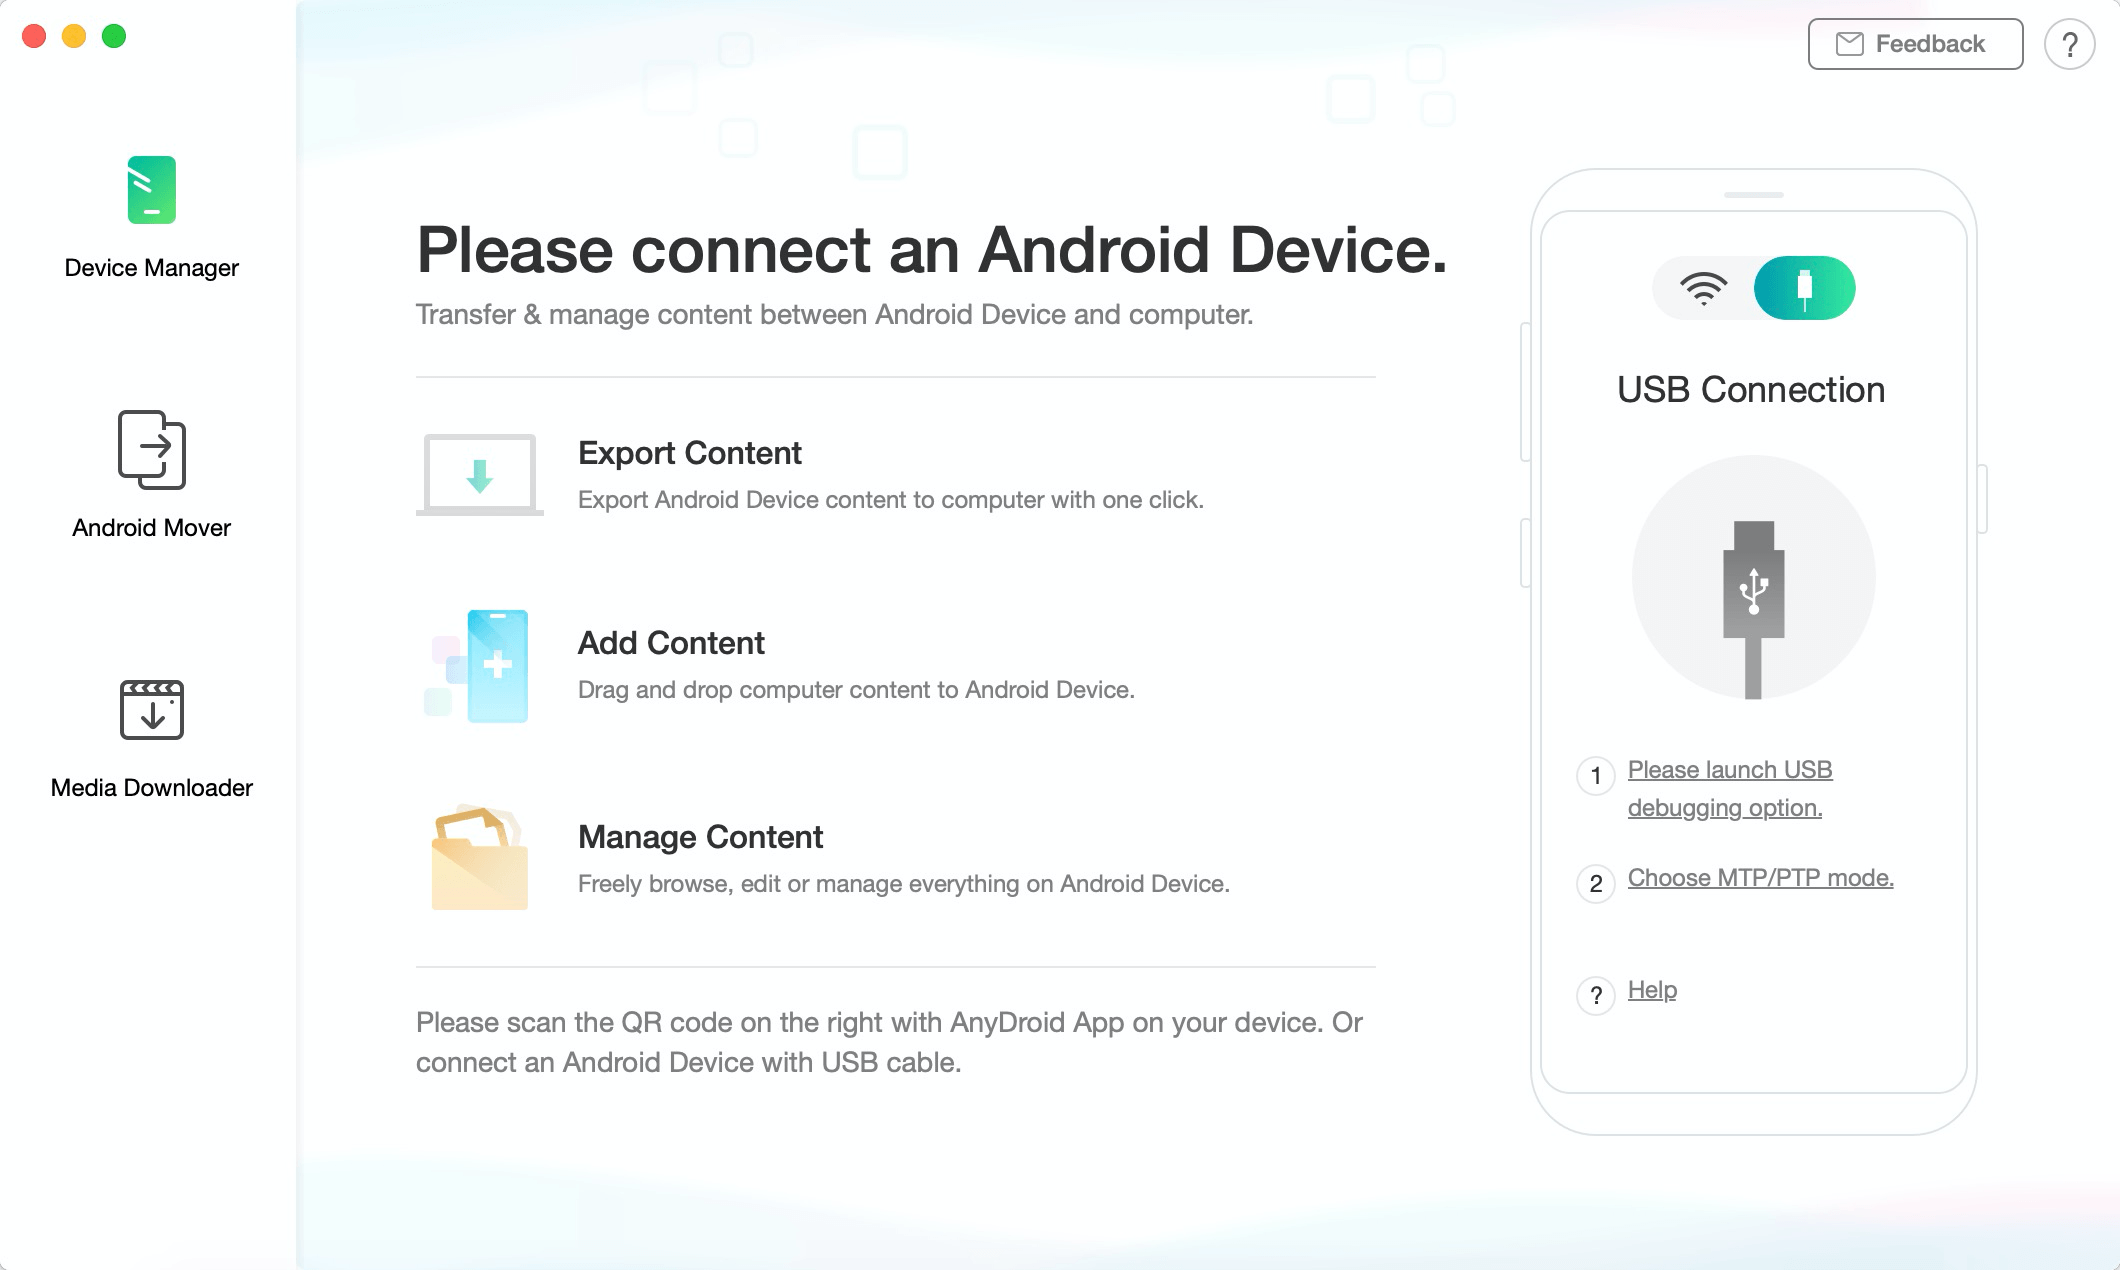 Feedback
?
Device Manager
Android Mover
Media Downloader
Please connect an Android Device.
Transfer & manage content between Android Device and computer.
Export Content
Export Android Device content to computer with one click.
Add Content
Drag and drop computer content to Android Device.
Manage Content
Freely browse, edit or manage everything on Android Device.
Please scan the QR code on the right with AnyDroid App on your device. Or
connect an Android Device with USB cable.
USB Connection
1 Please launch USB
debugging option.
2 Choose MTP/PTP mode.
? Help